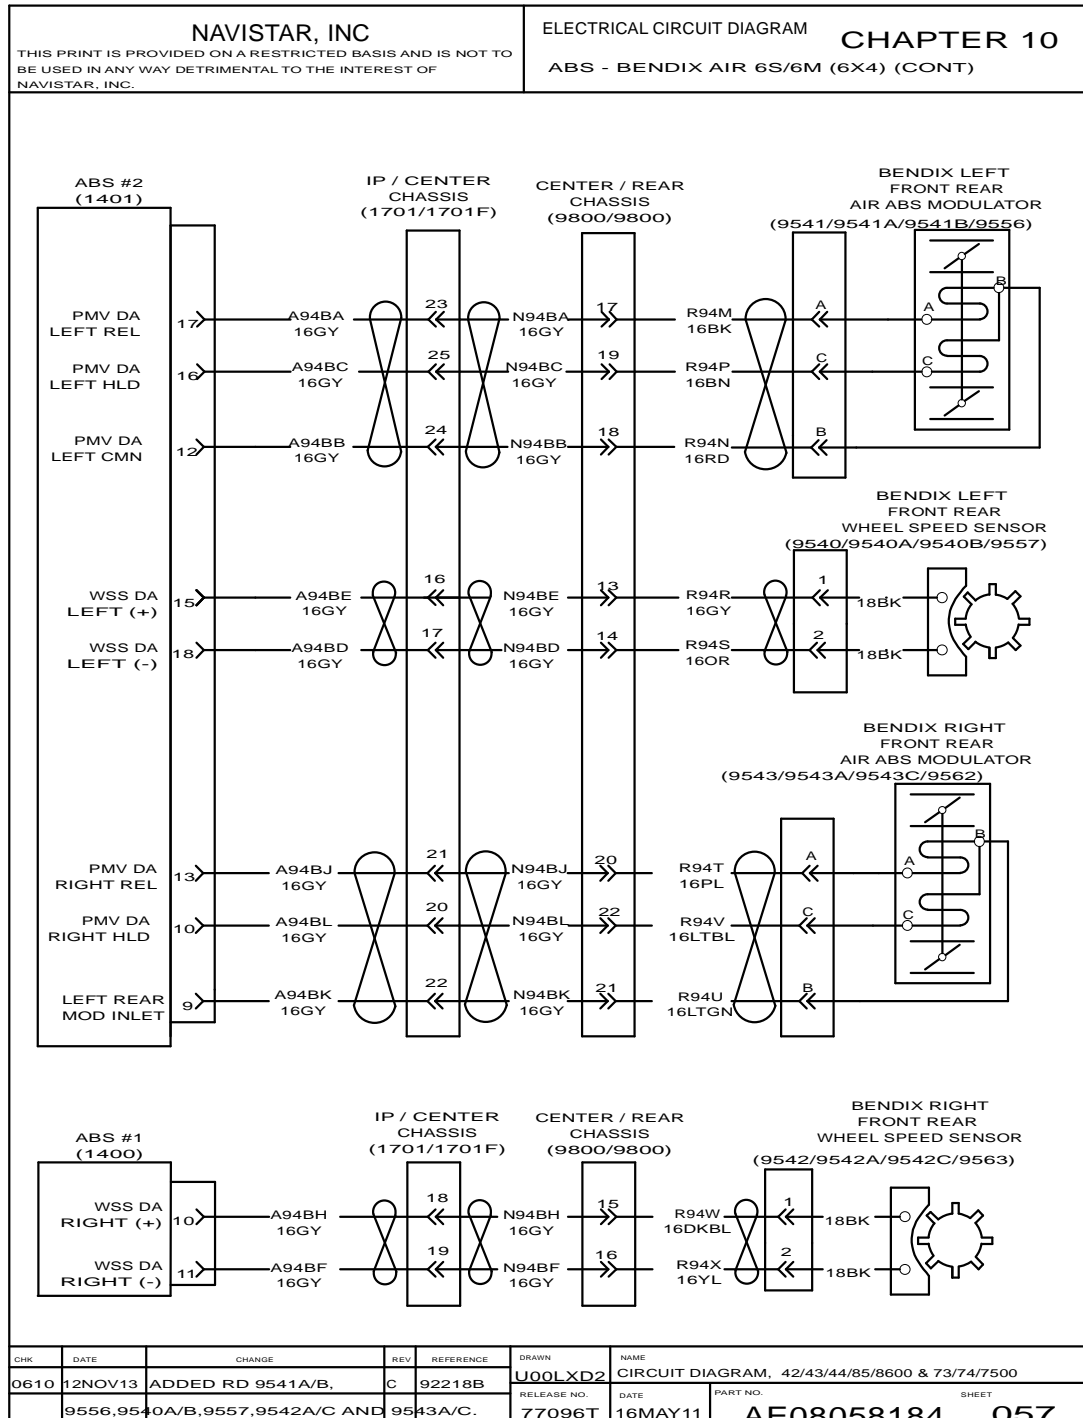 NAVISTAR, INC
THIS PRINT IS PROVIDED ON A RESTRICTED BASIS AND IS NOT TO
BE USED IN ANY WAY DETRIMENTAL TO THE INTEREST OF
NAVISTAR, INC.
ELECTRICAL CIRCUIT DIAGRAM
CHAPTER 10
ABS - BENDIX AIR 6S/6M (6X4) (CONT)
ABS #2
(1401)
IP / CENTER
CHASSIS
(1701/1701F)
CENTER / REAR
CHASSIS
(9800/9800)
BENDIX LEFT
FRONT REAR
AIR ABS MODULATOR
(9541/9541A/9541B/9556)
PMV DA
LEFT REL
17
A94BA
16GY
23
N94BA
16GY
17
R94M
16BK
A
A
B
PMV DA
LEFT HLD
16
A94BC
16GY
25
N94BC
16GY
19
R94P
16BN
C
C
PMV DA
LEFT CMN
12
A94BB
16GY
24
N94BB
16GY
18
R94N
16RD
B
BENDIX LEFT
FRONT REAR
WHEEL SPEED SENSOR
(9540/9540A/9540B/9557)
WSS DA
LEFT (+)
15
A94BE
16GY
16
N94BE
16GY
13
R94R
16GY
1
18BK
WSS DA
LEFT (-)
18
A94BD
16GY
17
N94BD
16GY
14
R94S
16OR
2
18BK
BENDIX RIGHT
FRONT REAR
AIR ABS MODULATOR
(9543/9543A/9543C/9562)
PMV DA
RIGHT REL
13
A94BJ
16GY
21
N94BJ
16GY
20
R94T
16PL
A
A
B
PMV DA
RIGHT HLD
10
A94BL
16GY
20
N94BL
16GY
22
R94V
16LTBL
C
C
LEFT REAR
MOD INLET
9
A94BK
16GY
22
N94BK
16GY
21
R94U
16LTGN
B
ABS #1
(1400)
IP / CENTER
CHASSIS
(1701/1701F)
CENTER / REAR
CHASSIS
(9800/9800)
BENDIX RIGHT
FRONT REAR
WHEEL SPEED SENSOR
(9542/9542A/9542C/9563)
WSS DA
RIGHT (+)
10
A94BH
16GY
18
N94BH
16GY
15
R94W
16DKBL
1
18BK
WSS DA
RIGHT (-)
11
A94BF
16GY
19
N94BF
16GY
16
R94X
16YL
2
18BK
CHK DATE CHANGE REV REFERENCE
0610 12NOV13 ADDED RD 9541A/B, C 92218B
9556,9540A/B,9557,9542A/C AND 9543A/C.
DRAWN
U00LXD2
NAME
CIRCUIT DIAGRAM, 42/43/44/85/8600 & 73/74/7500
RELEASE NO.
77096T
DATE
16MAY11
PART NO.
AE08058184
SHEET
057